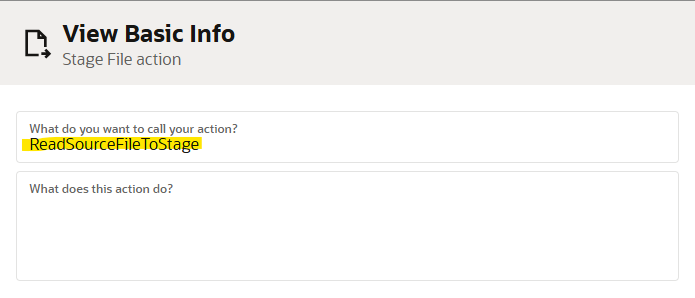 View Basic Info
Stage File action
What do you want to call your action?
ReadSourceFileToStage
What does this action do?